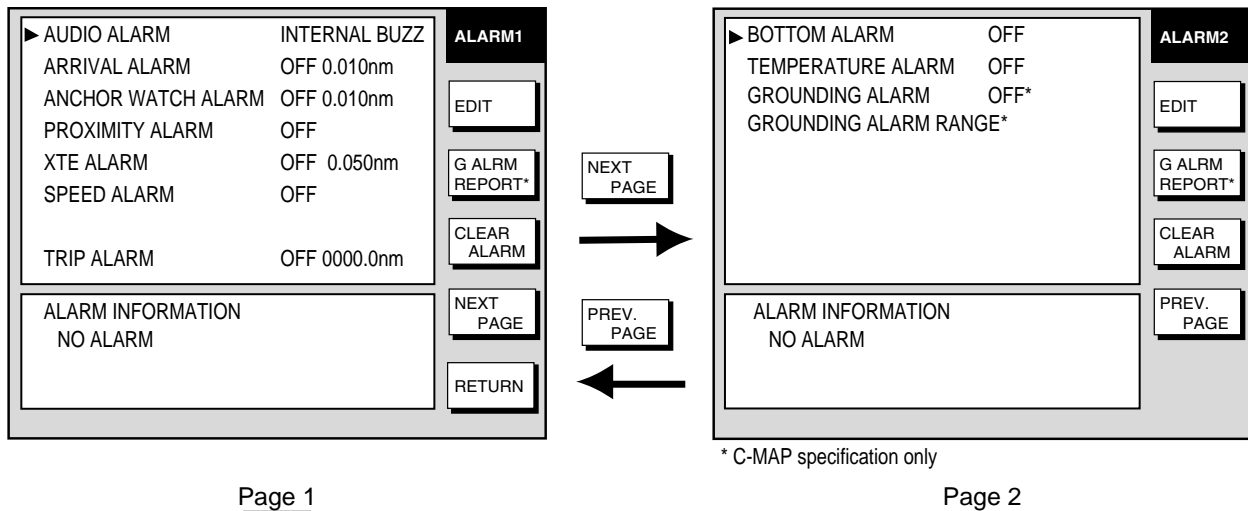 AUDIO ALARM INTERNAL BUZZ
ARRIVAL ALARM OFF 0.010nm
ANCHOR WATCH ALARM OFF 0.010nm
PROXIMITY ALARM OFF
XTE ALARM OFF 0.050nm
SPEED ALARM OFF
TRIP ALARM OFF 0000.0nm
ALARM INFORMATION
NO ALARM
ALARM1
EDIT
G ALRM
REPORT*
CLEAR
ALARM
NEXT
PAGE
RETURN
NEXT
PAGE
PREV.
PAGE
BOTTOM ALARM OFF
TEMPERATURE ALARM OFF
GROUNDING ALARM OFF*
GROUNDING ALARM RANGE*
ALARM INFORMATION
NO ALARM
ALARM2
EDIT
G ALRM
REPORT*
CLEAR
ALARM
PREV.
PAGE
* C-MAP specification only
Page 1
Page 2